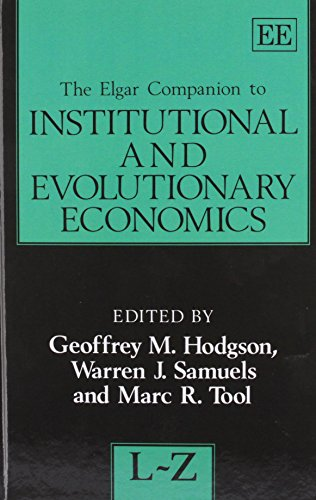 EE
The Elgar Companion to
INSTITUTIONAL
AND
EVOLUTIONARY
ECONOMICS
EDITED BY
Geoffrey M. Hodgson,
Warren J. Samuels
and Marc R. Tool
L~Z